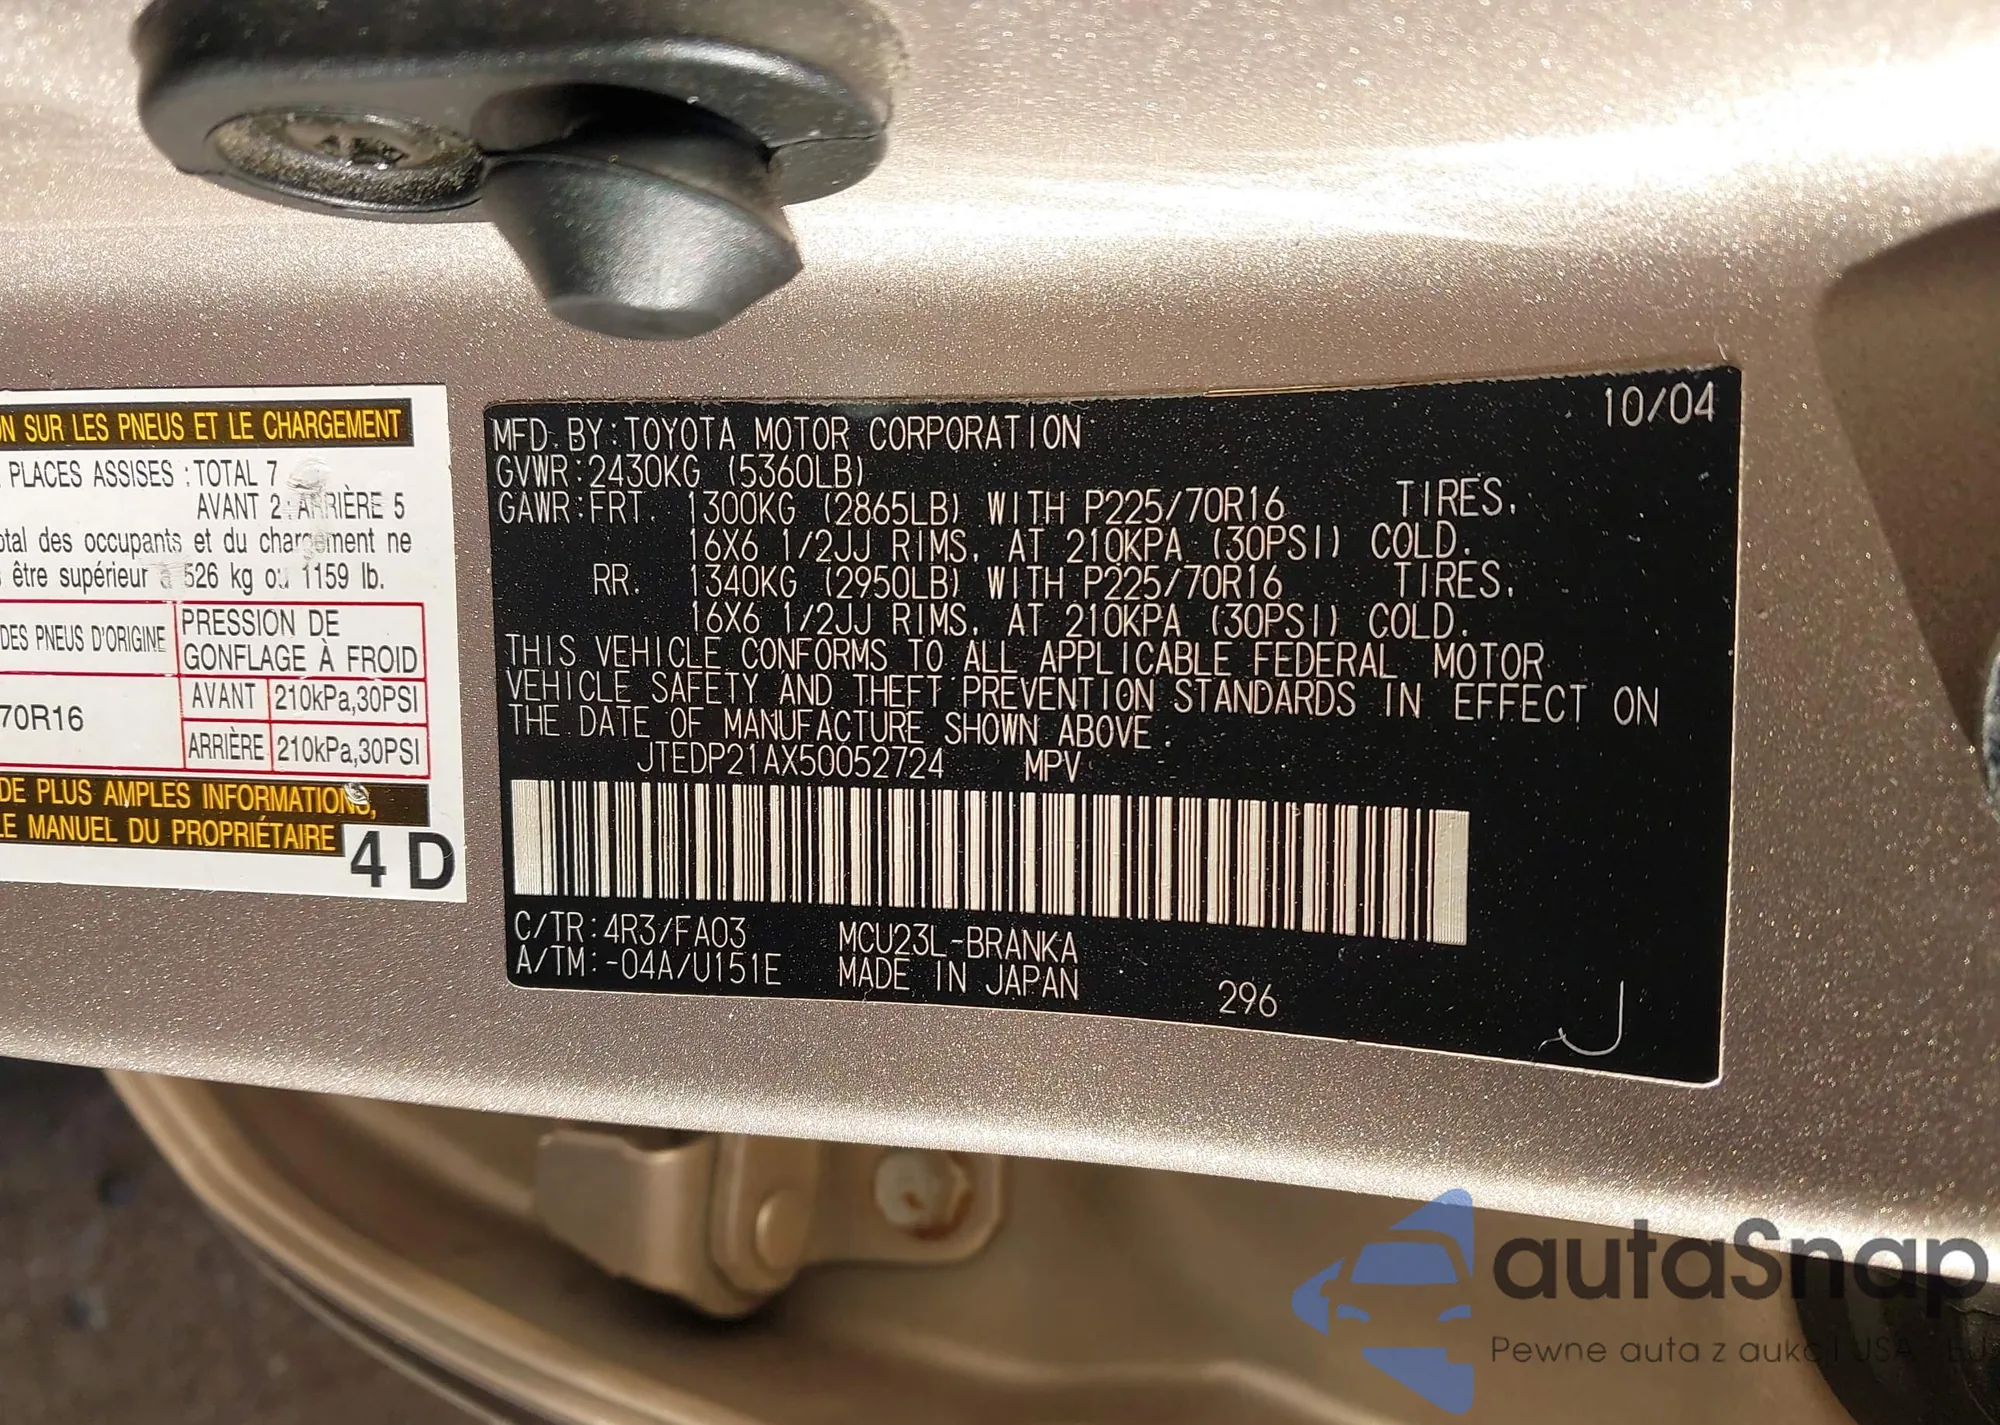 N SUR LES PNEUS ET LE CHARGEMENT
PLACES ASSISES : TOTAL 7
AVANT 2 ARRIÈRE 5
otal des occupants et du chargement ne
être supérieur à 526 kg ou 1159 lb.
DES PNEUS D'ORIGINE
PRESSION DE
GONFLAGE À FROID
70R16
AVANT 210kPa,30PSI
ARRIÈRE 210kPa,30PSI
DE PLUS AMPLES INFORMATIONS,
LE MANUEL DU PROPRIÉTAIRE
4 D
10/04
MFD. BY:TOYOTA MOTOR CORPORATION
GVWR:2430KG (5360LB)
GAWR:FRT. 1300KG (2865LB) WITH P225/70R16 TIRES,
16X6 1/2JJ RIMS, AT 210KPA (30PSI) COLD.
RR. 1340KG (2950LB) WITH P225/70R16 TIRES,
16X6 1/2JJ RIMS, AT 210KPA (30PSI) COLD.
THIS VEHICLE CONFORMS TO ALL APPLICABLE FEDERAL MOTOR
VEHICLE SAFETY AND THEFT PREVENTION STANDARDS IN EFFECT ON
THE DATE OF MANUFACTURE SHOWN ABOVE.
JTEDP21AX50052724 MPV
C/TR:4R3/FA03 MCU23L-BRANKA
A/TM:-04A/U151E MADE IN JAPAN
296
J
autaSnap
Pewne auta z aukcji USA